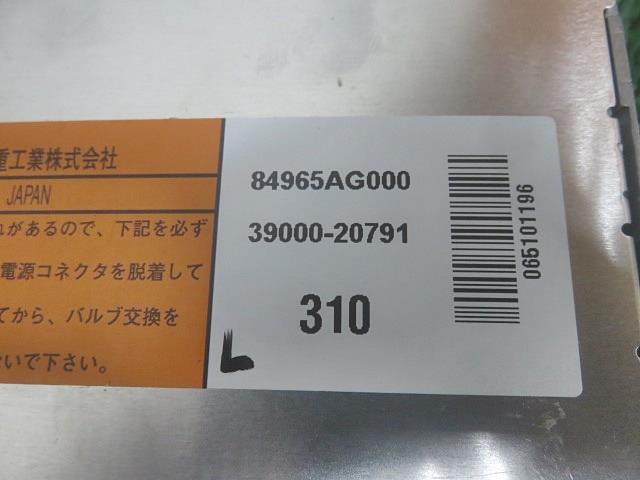 重工業株式会社
JAPAN
があるので、下記を必ず
電源コネクタを脱着して
てから、バルブ交換を
いで下さい。
84965AG000
39000-20791
310
L
065101196